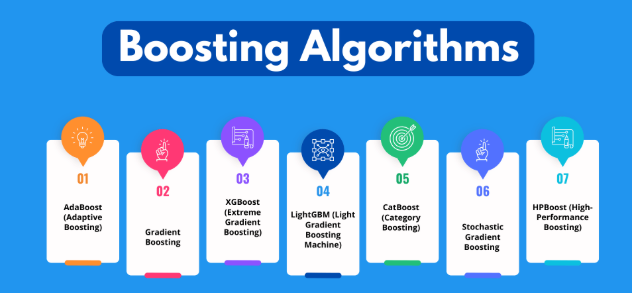 Boosting Algorithms
01
AdaBoost
(Adaptive
Boosting)
02
Gradient
Boosting
03
XGBoost
(Extreme
Gradient
Boosting)
04
LightGBM (Light
Gradient
Boosting
Machine)
05
CatBoost
(Category
Boosting)
06
Stochastic
Gradient
Boosting
07
HPBoost (High-
Performance
Boosting)